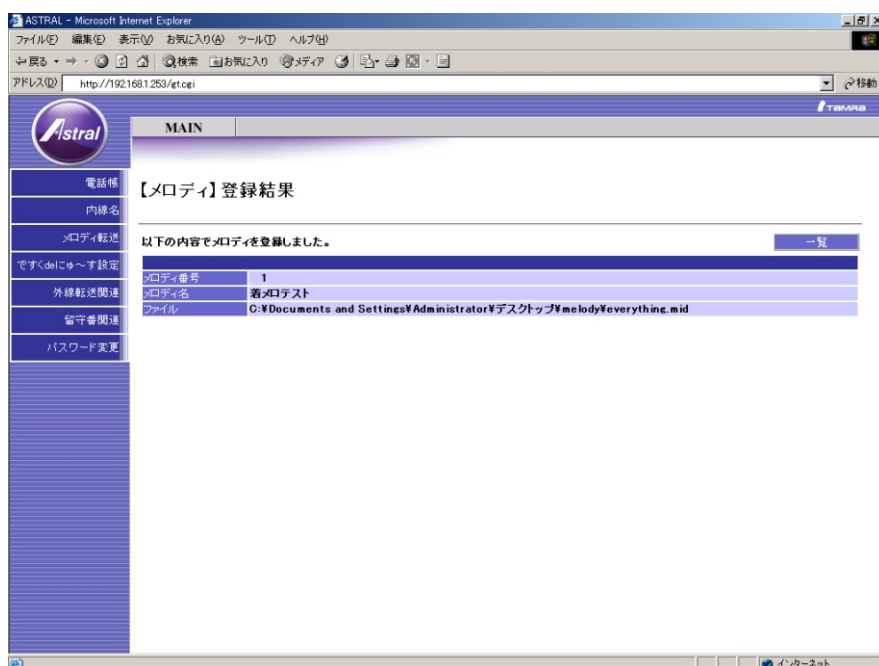 ASTRAL - Microsoft Internet Explorer
ファイル(F) 編集(E) 表示(V) お気に入り(A) ツール(T) ヘルプ(H)
戻る 検索 お気に入り メディア
アドレス(D) http://192.168.1.253/gt.cgi 移動
TAMRA
Astral
MAIN
電話帳
内線名
メロディ転送
ですくdeにゅ〜す設定
外線転送関連
留守番関連
パスワード変更
【メロディ】登録結果
以下の内容でメロディを登録しました。 一覧
メロディ番号 1
メロディ名 着メロテスト
ファイル C:¥Documents and Settings¥Administrator¥デスクトップ¥melody¥everything.mid
インターネット